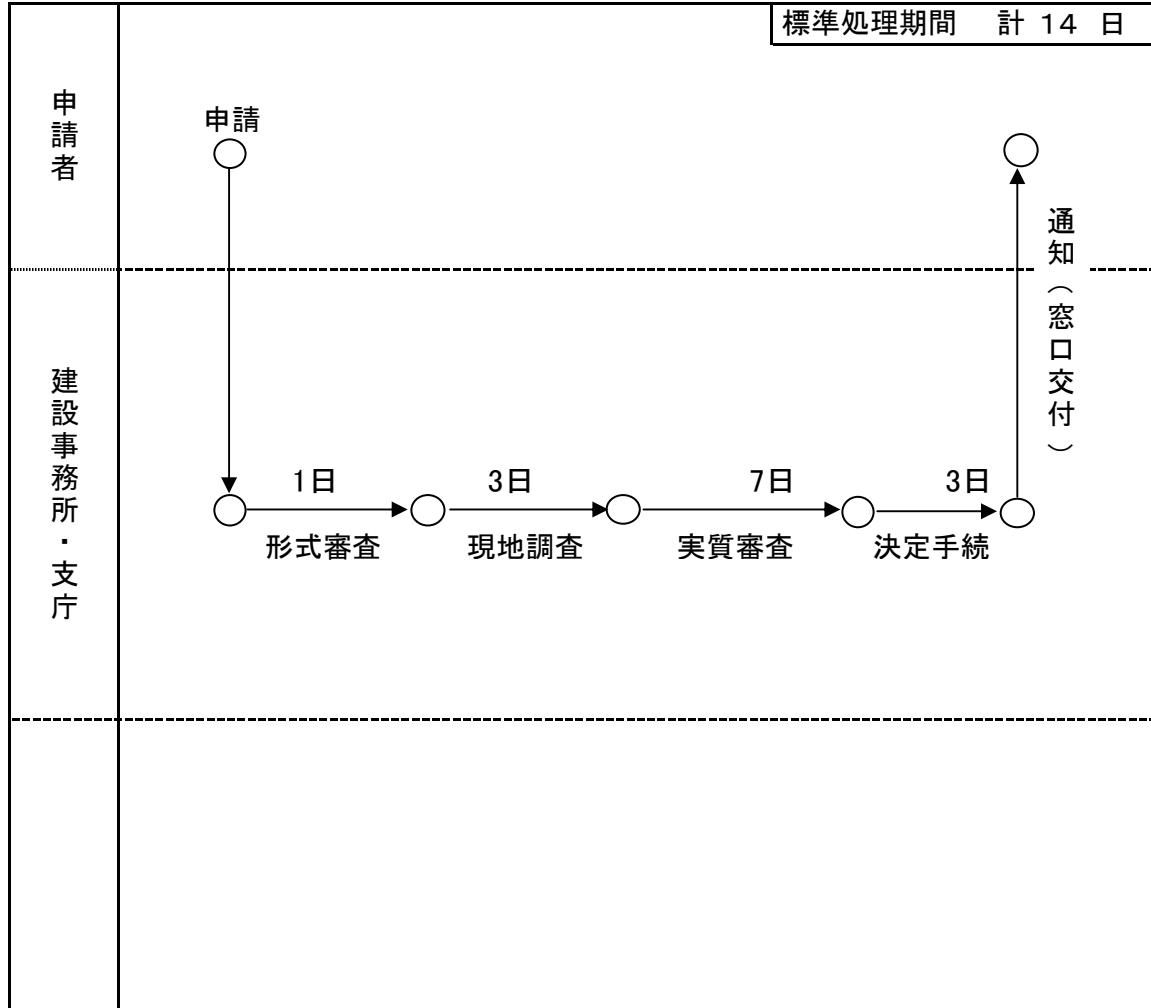 標準処理期間 計 14 日
申請者
申請
通知(窓口交付)
建設事務所・支庁
1日
3日
7日
3日
形式審査
現地調査
実質審査
決定手続